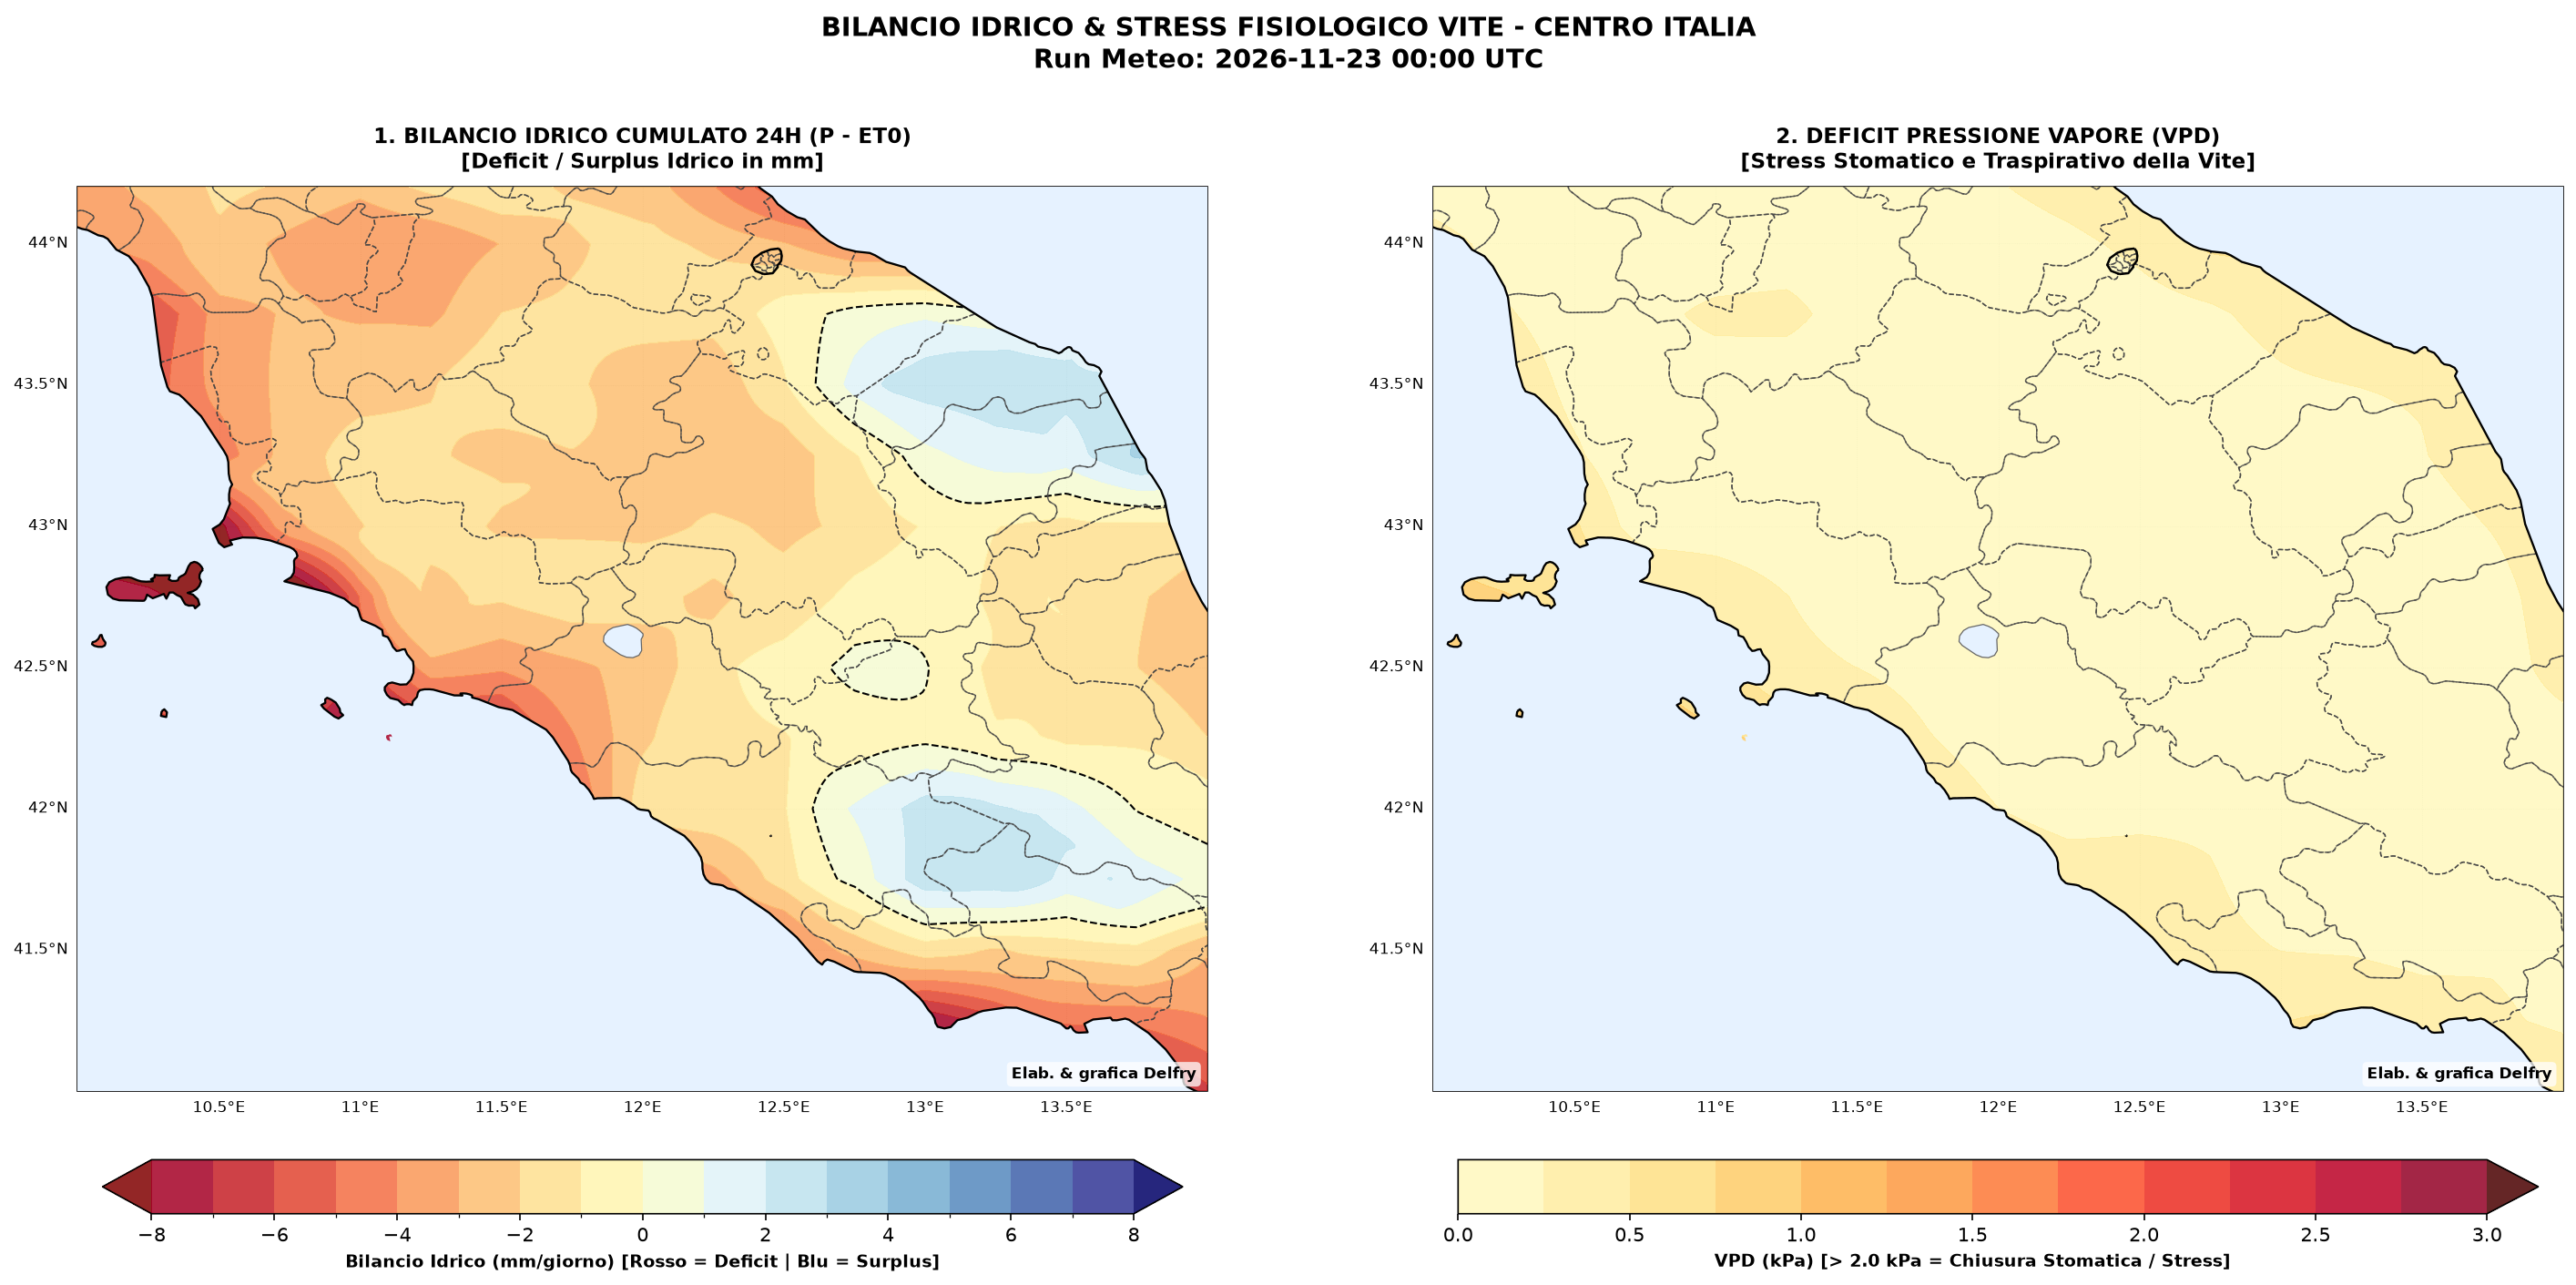 BILANCIO IDRICO & STRESS FISIOLOGICO VITE - CENTRO ITALIA
Run Meteo: 2026-11-23 00:00 UTC
1. BILANCIO IDRICO CUMULATO 24H (P - ET0)
[Deficit / Surplus Idrico in mm]
44°N
43.5°N
43°N
42.5°N
42°N
41.5°N
10.5°E 11°E 11.5°E 12°E 12.5°E 13°E 13.5°E
Elab. & grafica Delfry
−8 −6 −4 −2 0 2 4 6 8
Bilancio Idrico (mm/giorno) [Rosso = Deficit | Blu = Surplus]
2. DEFICIT PRESSIONE VAPORE (VPD)
[Stress Stomatico e Traspirativo della Vite]
44°N
43.5°N
43°N
42.5°N
42°N
41.5°N
10.5°E 11°E 11.5°E 12°E 12.5°E 13°E 13.5°E
Elab. & grafica Delfry
0.0 0.5 1.0 1.5 2.0 2.5 3.0
VPD (kPa) [> 2.0 kPa = Chiusura Stomatica / Stress]